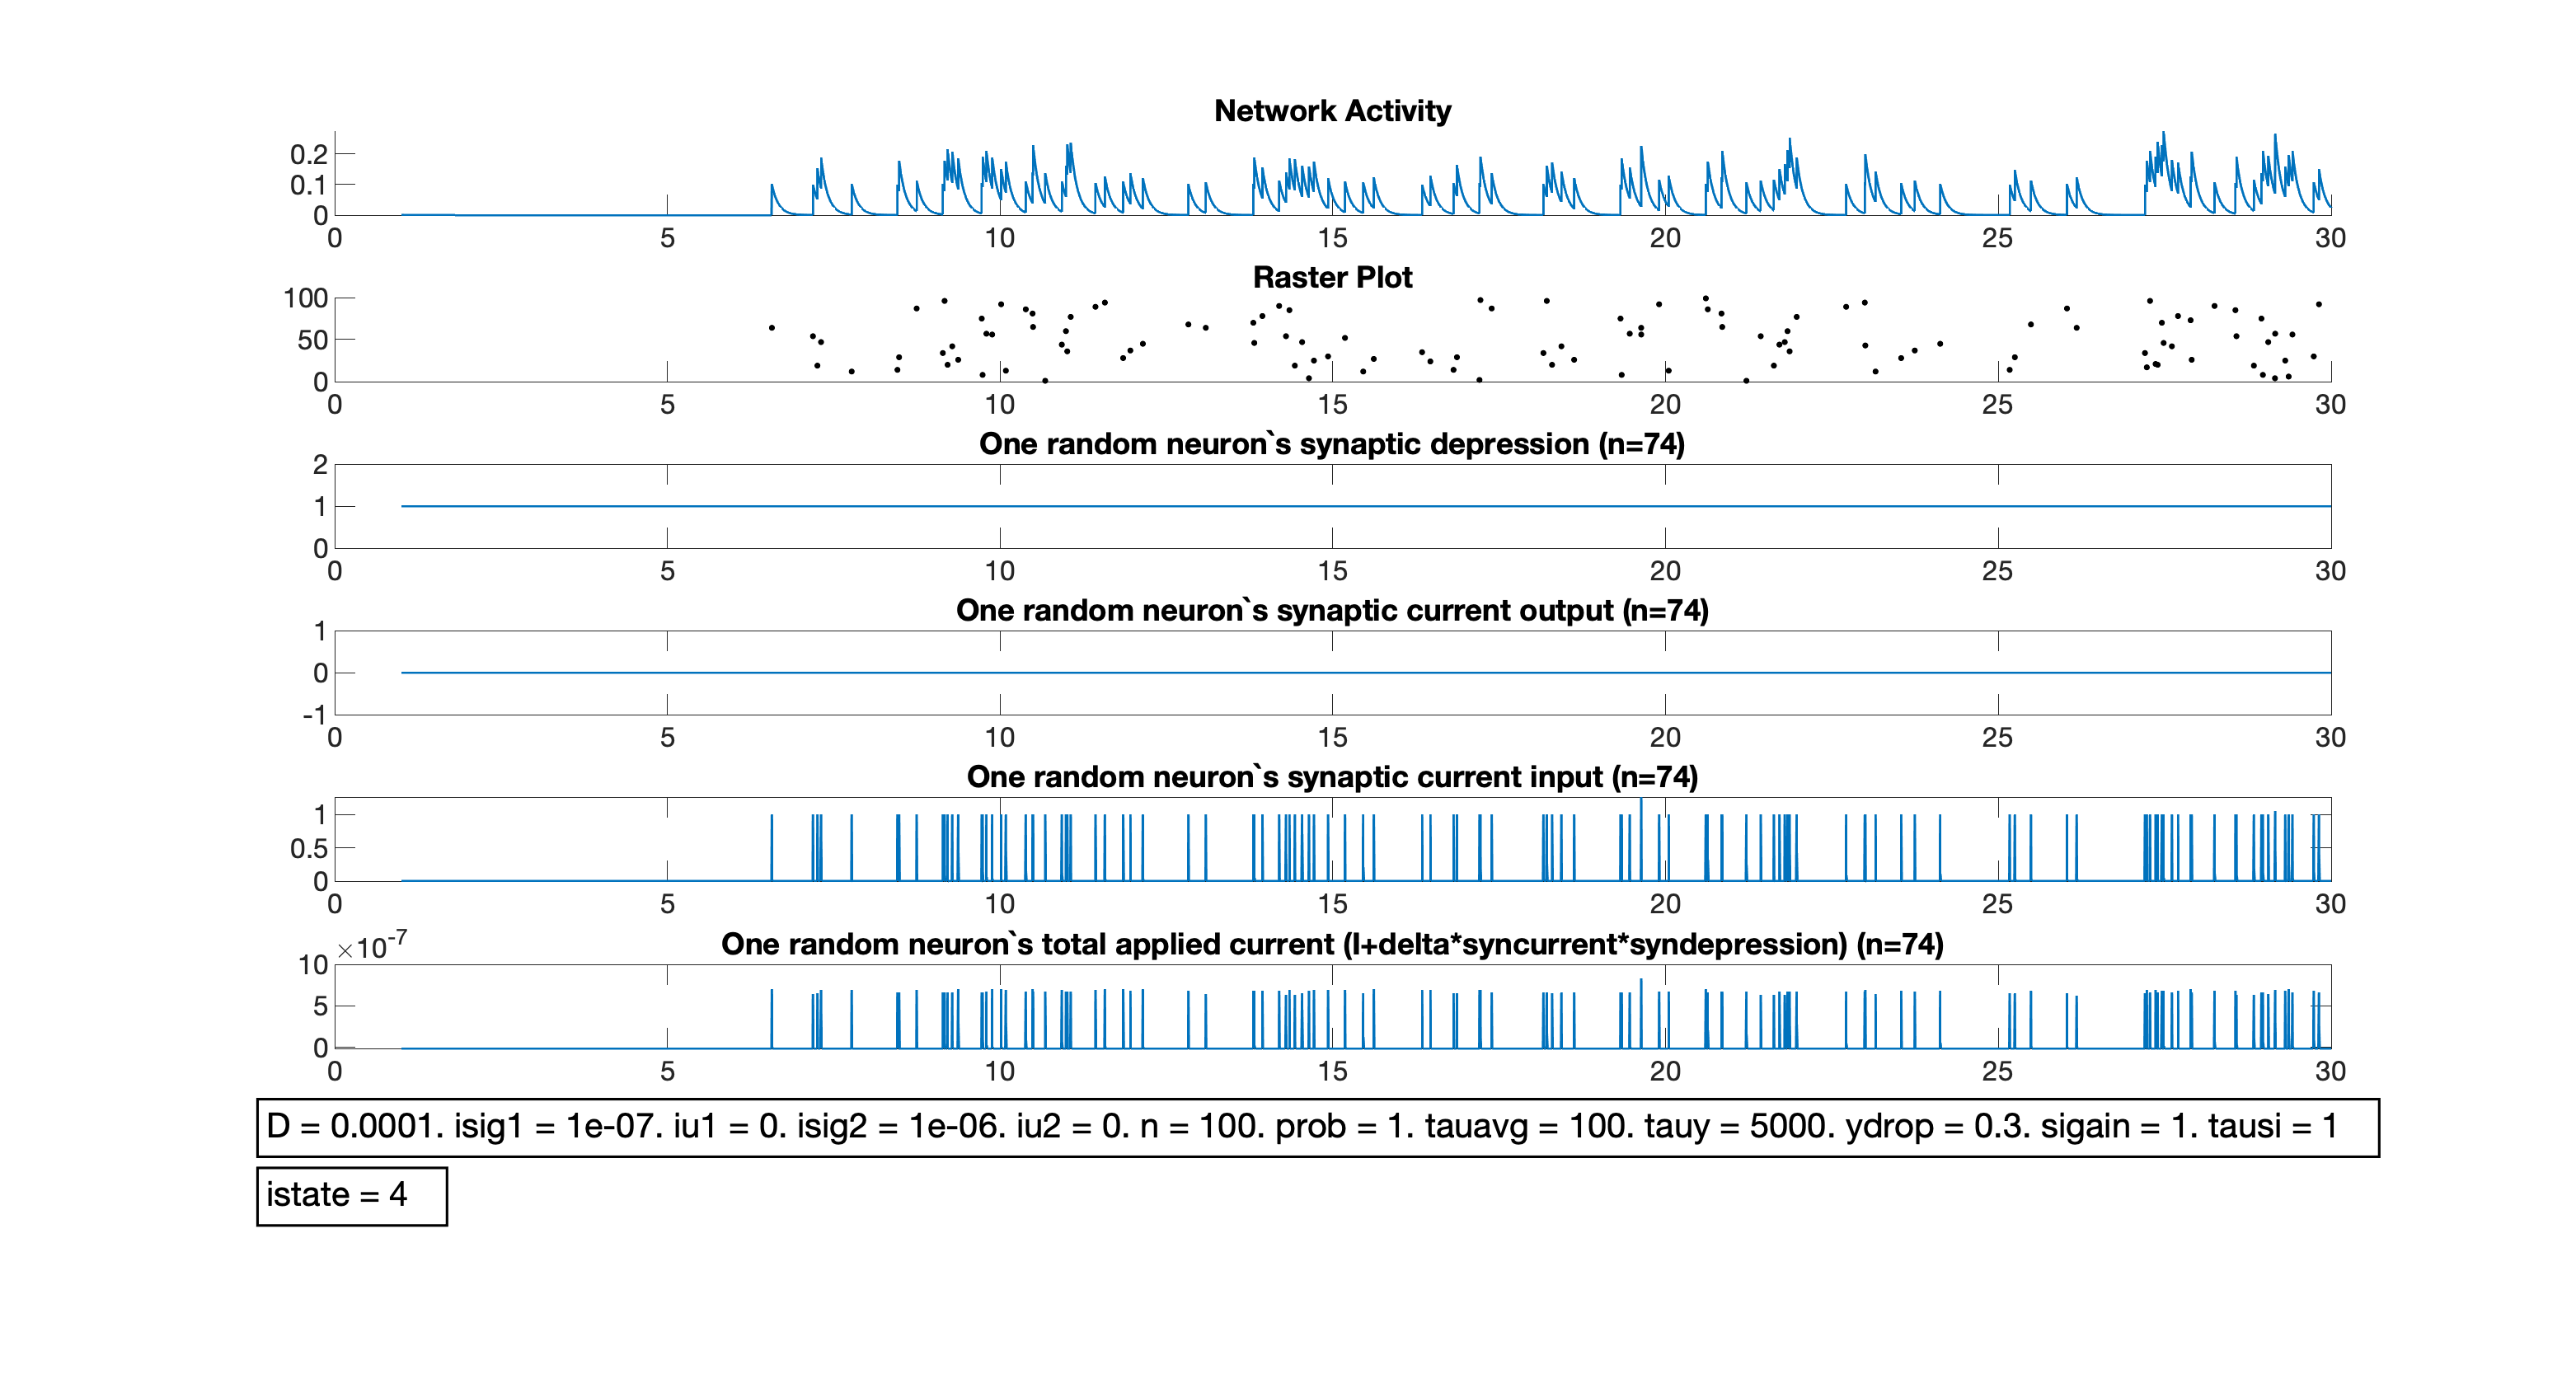 Network Activity
0.2
0.1
0
0 5 10 15 20 25 30
Raster Plot
100
50
0
0 5 10 15 20 25 30
One random neuron`s synaptic depression (n=74)
2
1
0
0 5 10 15 20 25 30
One random neuron`s synaptic current output (n=74)
1
0
-1
0 5 10 15 20 25 30
One random neuron`s synaptic current input (n=74)
1
0.5
0
0 5 10 15 20 25 30
One random neuron`s total applied current (I+delta*syncurrent*syndepression) (n=74)
×10-7
10
5
0
0 5 10 15 20 25 30
D = 0.0001. isig1 = 1e-07. iu1 = 0. isig2 = 1e-06. iu2 = 0. n = 100. prob = 1. tauavg = 100. tauy = 5000. ydrop = 0.3. sigain = 1. tausi = 1
istate = 4